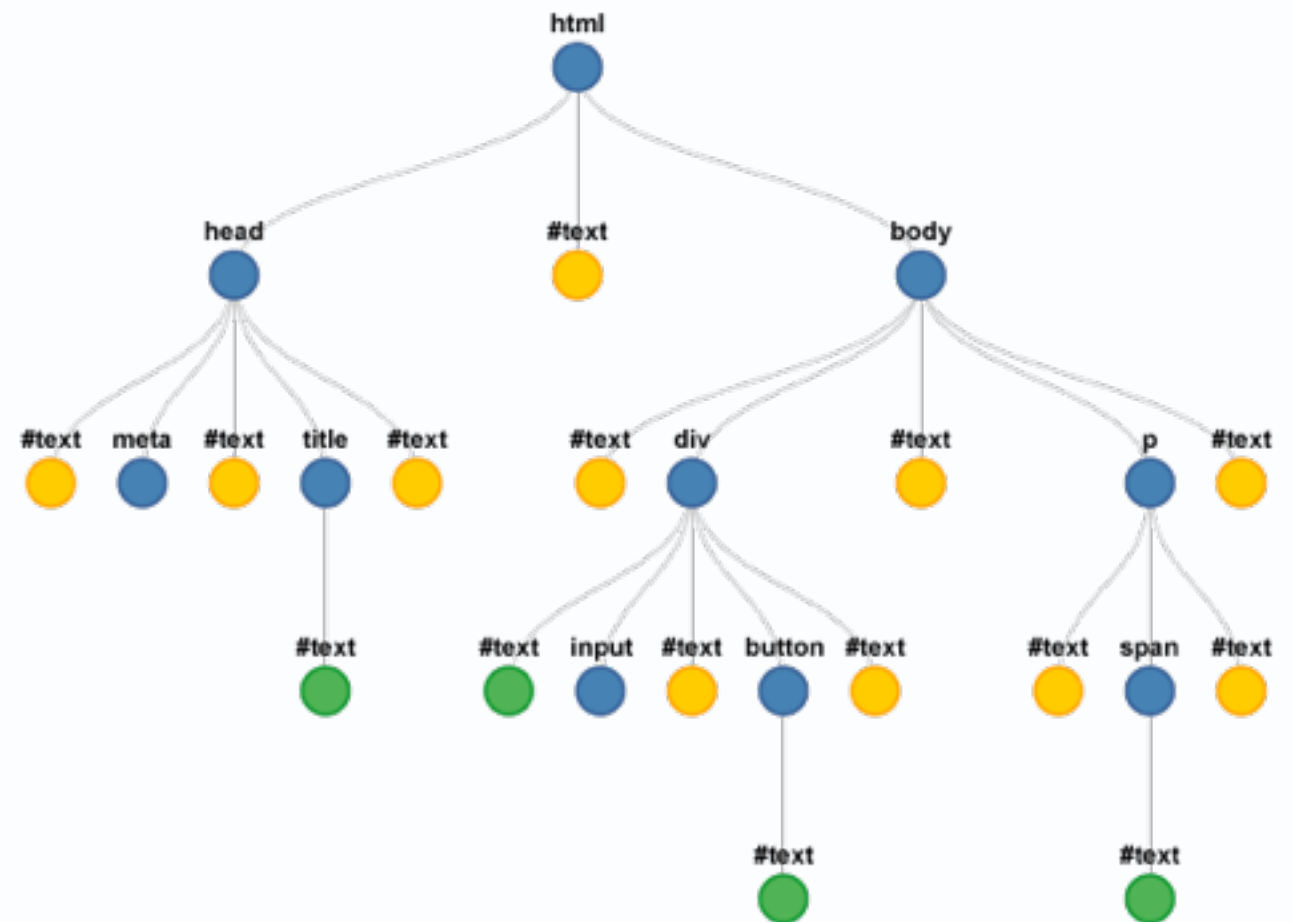 html
head #text body
#text meta #text title #text #text div #text p #text
#text #text input #text button #text #text span #text
#text #text